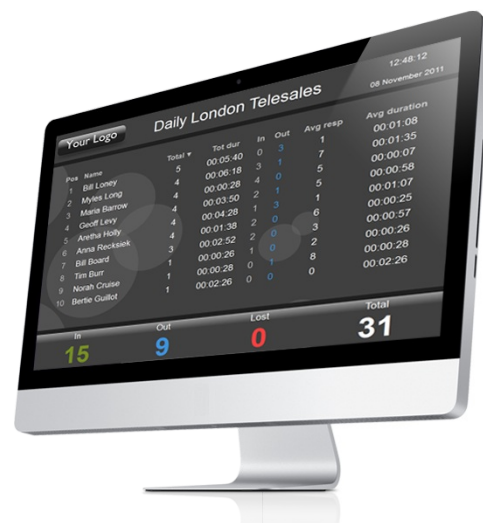 12:48:12
Your Logo Daily London Telesales 08 November 2011
Pos Name Total ▼ Tot dur In Out Avg resp Avg duration
1 Bill Loney 5 00:05:40 0 3 1 00:01:08
2 Myles Long 4 00:06:18 3 1 7 00:01:35
3 Maria Barrow 4 00:00:28 4 0 5 00:00:07
4 Geoff Levy 4 00:03:50 2 1 5 00:00:58
5 Aretha Holly 4 00:04:28 1 3 1 00:01:07
6 Anna Recksiek 4 00:01:38 2 0 6 00:00:25
7 Bill Board 3 00:02:52 2 0 3 00:00:57
8 Tim Burr 1 00:00:26 1 0 2 00:00:26
9 Norah Cruise 1 00:00:28 0 1 8 00:00:28
10 Bertie Guillot 1 00:02:26 0 0 0 00:02:26
In Out Lost Total
15 9 0 31